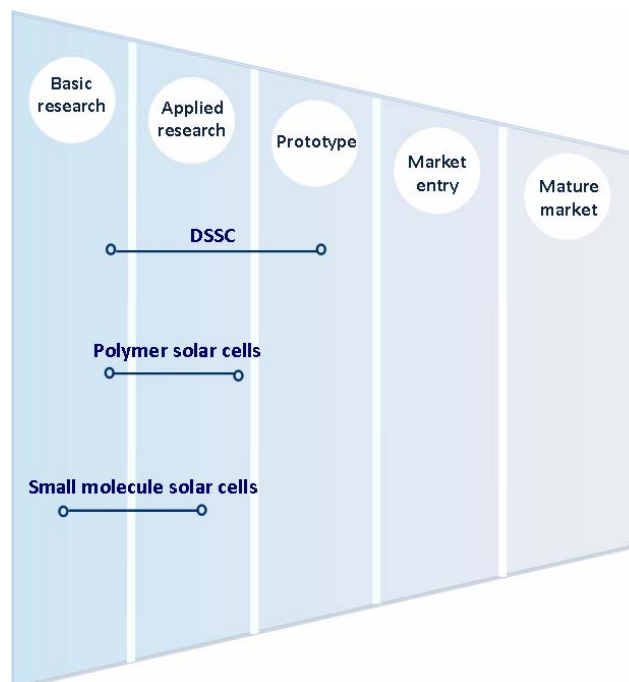 Basic
research
Applied
research
Prototype
Market
entry
Mature
market
DSSC
Polymer solar cells
Small molecule solar cells